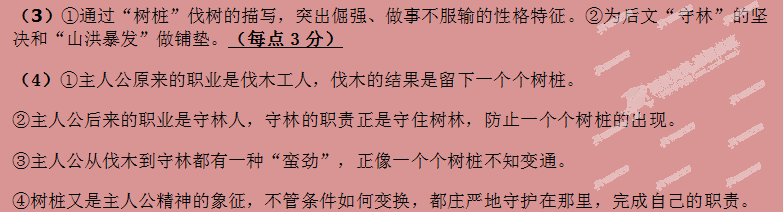 （3）①通过“树桩”伐树的描写，突出倔强、做事不服输的性格特征。②为后文“守林”的坚
决和“山洪暴发”做铺垫。（每点 3 分）
（4）①主人公原来的职业是伐木工人，伐木的结果是留下一个个树桩。
②主人公后来的职业是守林人，守林的职责正是守住树林，防止一个个树桩的出现。
③主人公从伐木到守林都有一种“蛮劲”，正像一个个树桩不知变通。
④树桩又是主人公精神的象征，不管条件如何变换，都庄严地守护在那里，完成自己的职责。